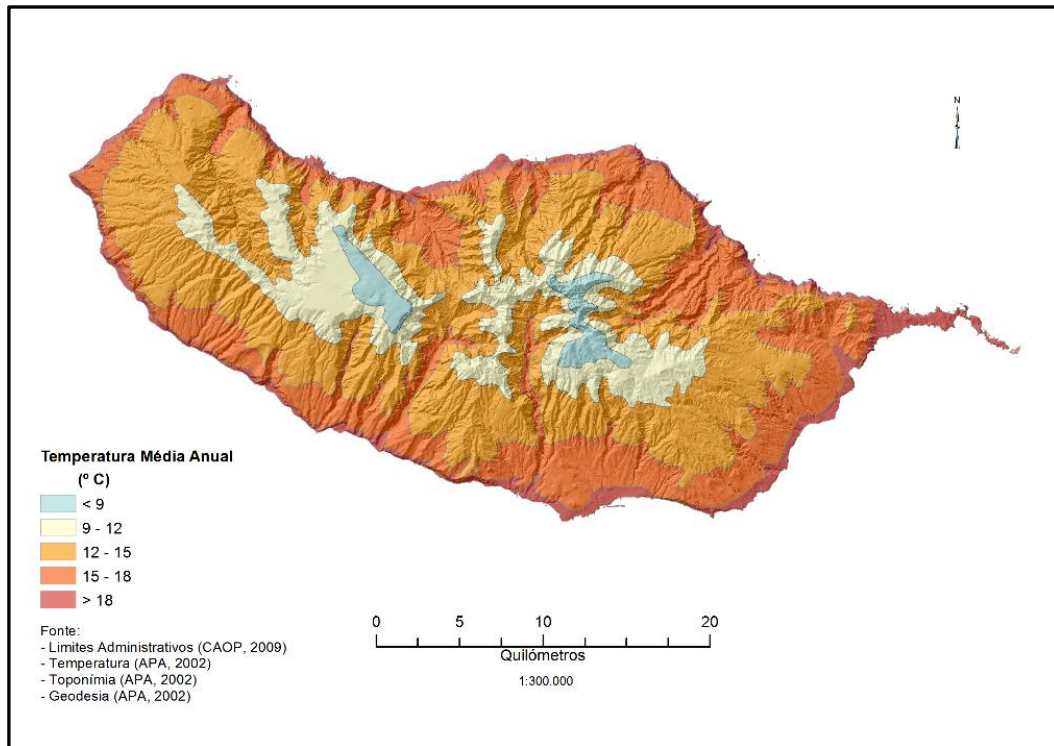 N
Temperatura Média Anual
(º C)
< 9
9 - 12
12 - 15
15 - 18
> 18
Fonte:
- Limites Administrativos (CAOP, 2009)
- Temperatura (APA, 2002)
- Toponímia (APA, 2002)
- Geodesia (APA, 2002)
0 5 10 20
Quilómetros
1:300.000